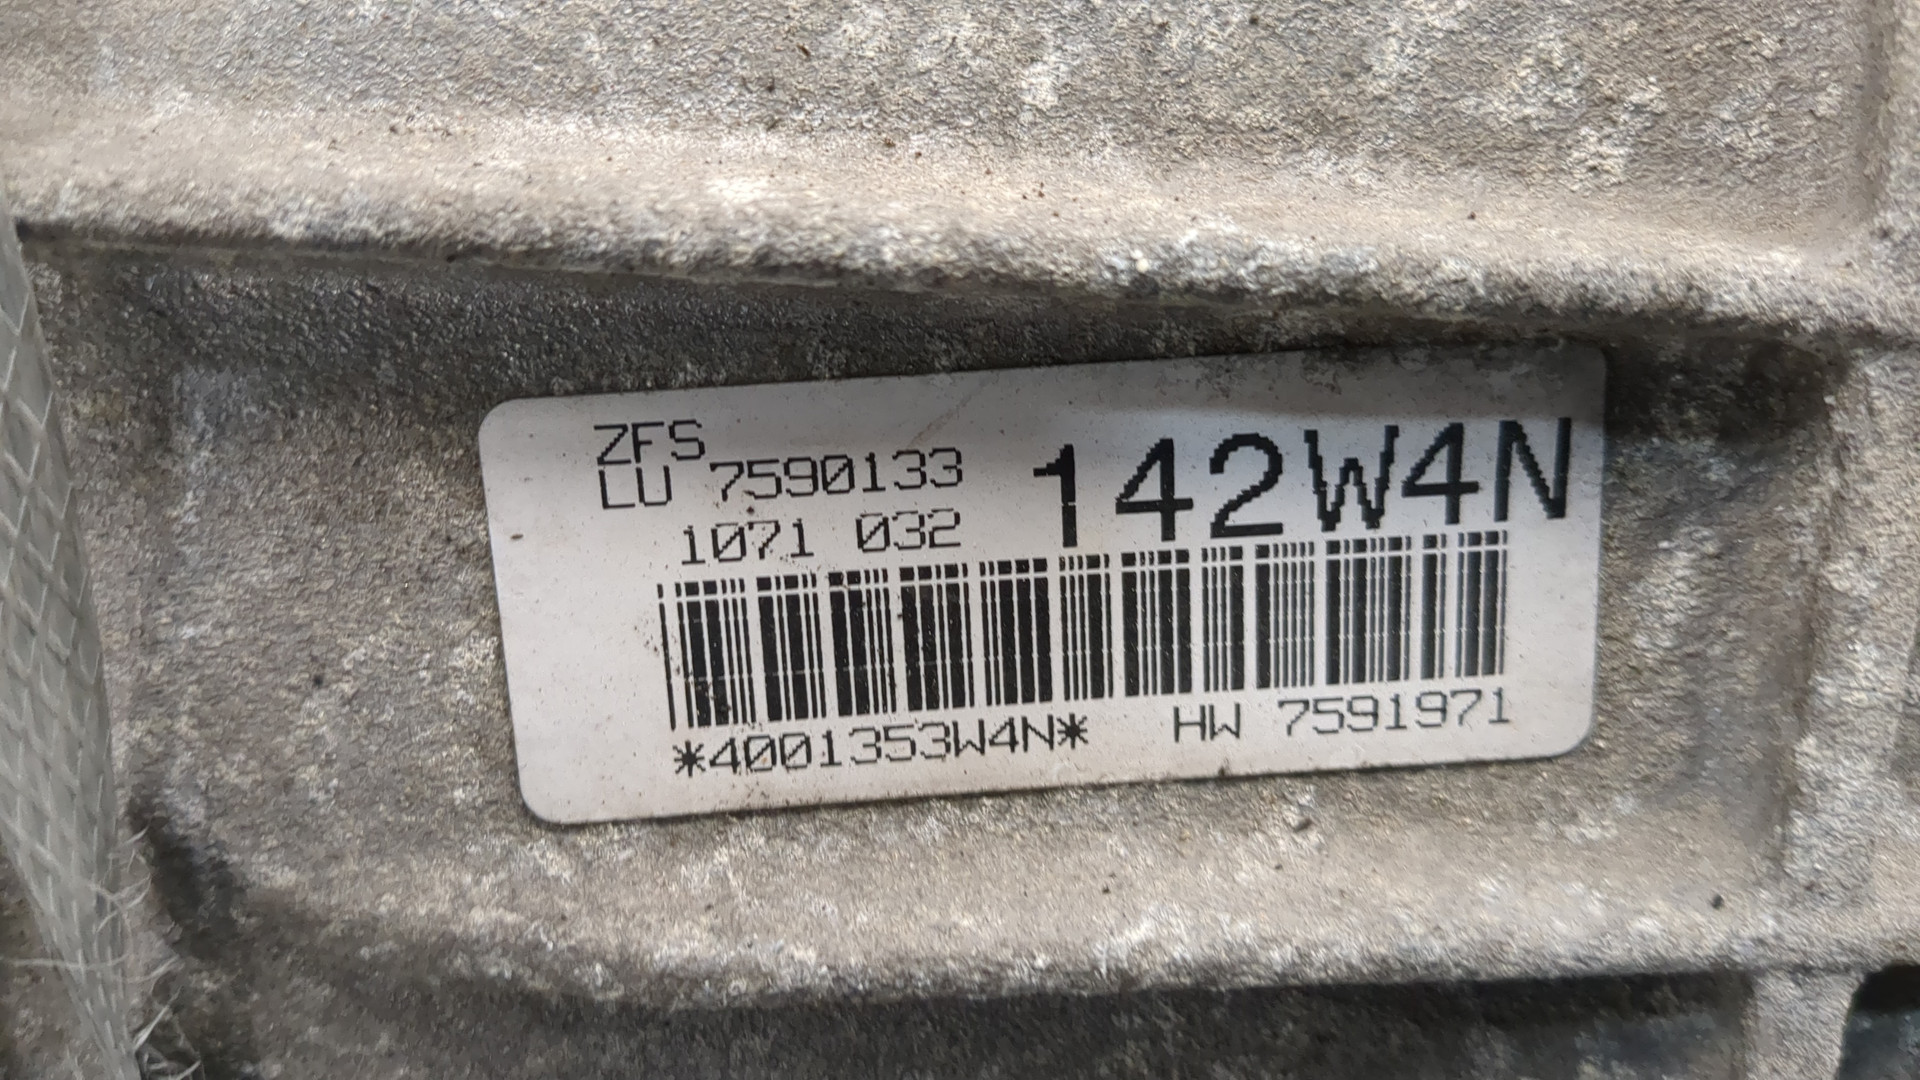 ZFS
LU 7590133
1071 032
142W4N
*4001353W4N* HW 7591971